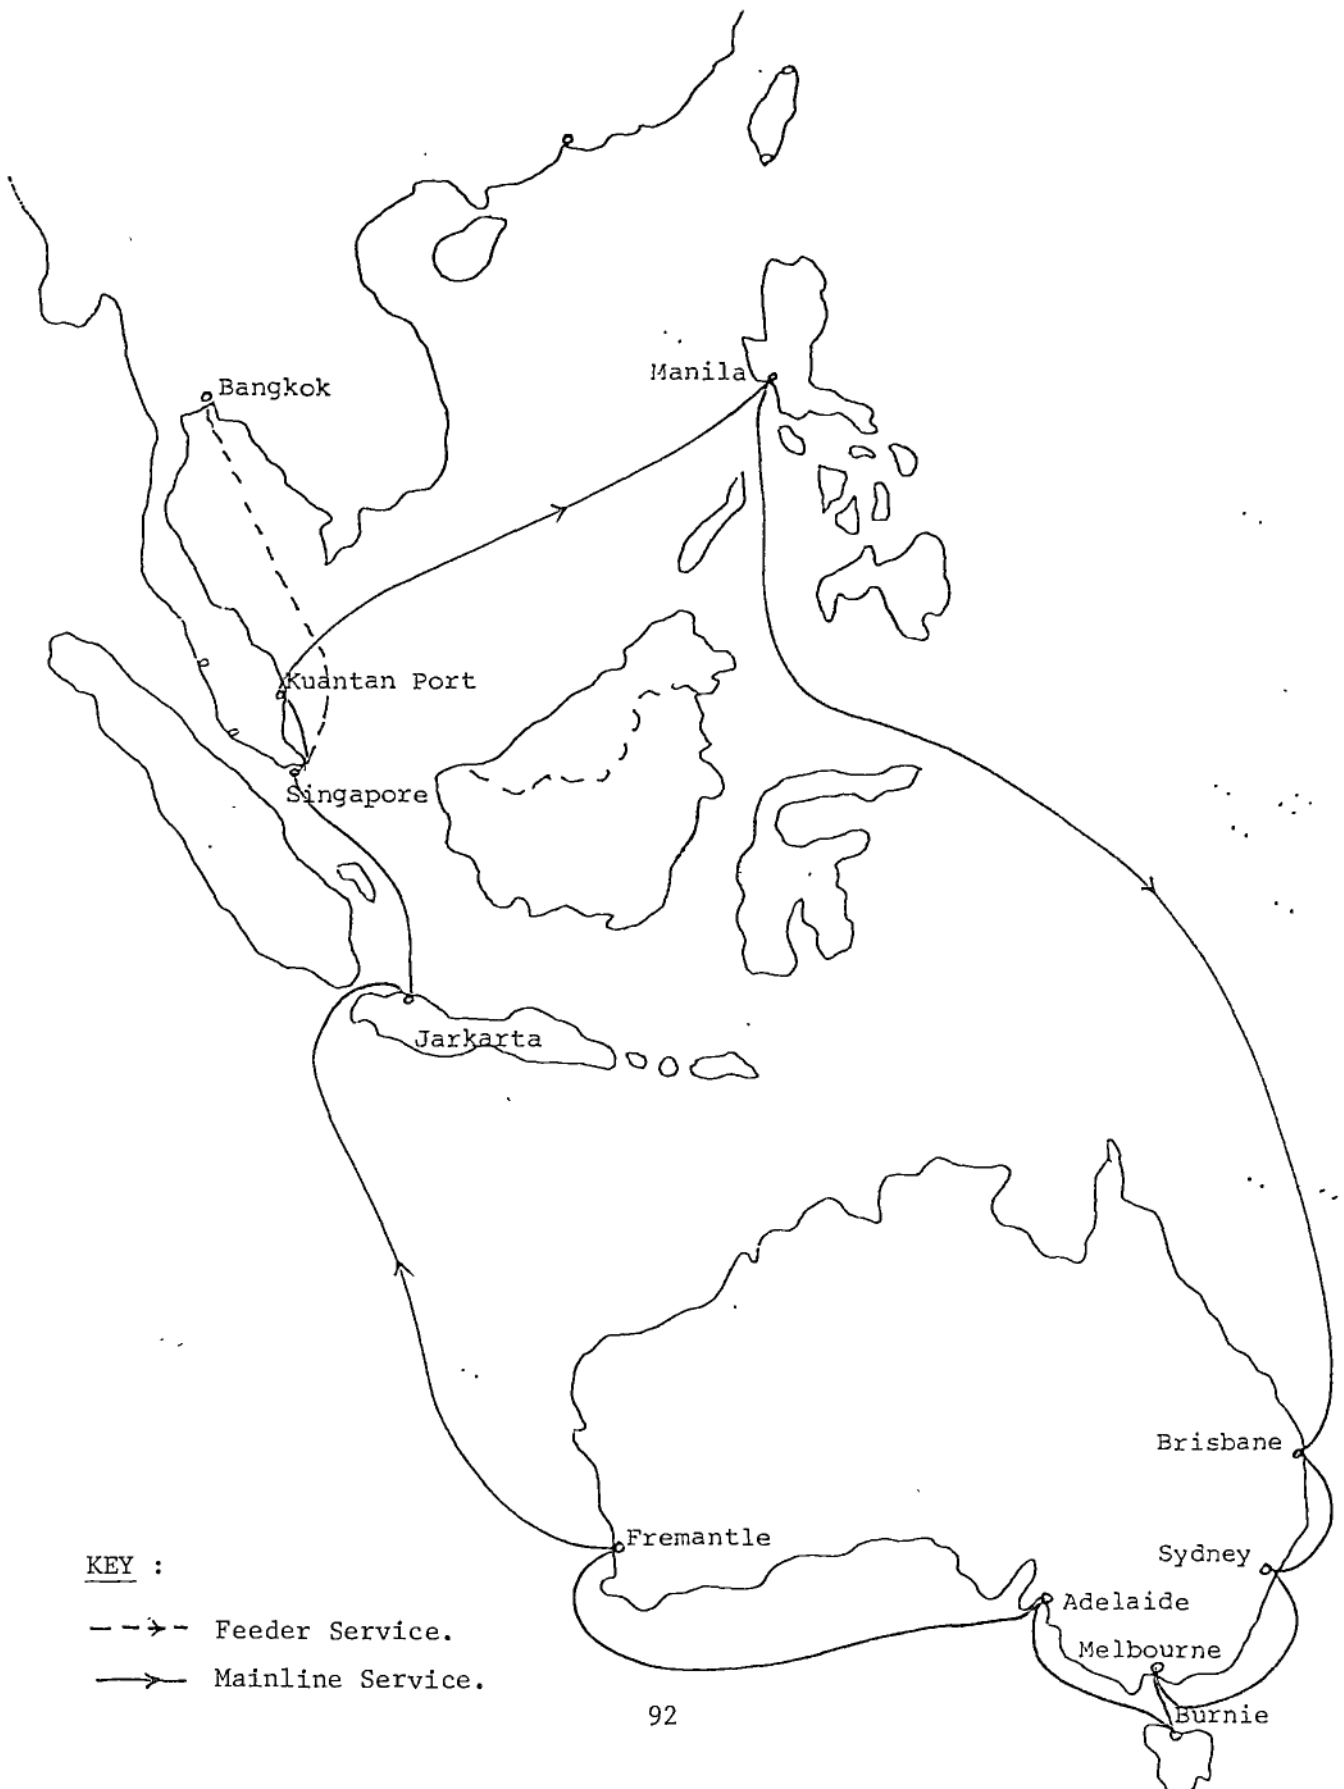 Manila
Bangkok
Kuantan Port
Singapore
Jarkarta
Brisbane
Fremantle
Sydney
KEY :
Adelaide
Feeder Service.
Melbourne
Mainline Service.
92
Burnie